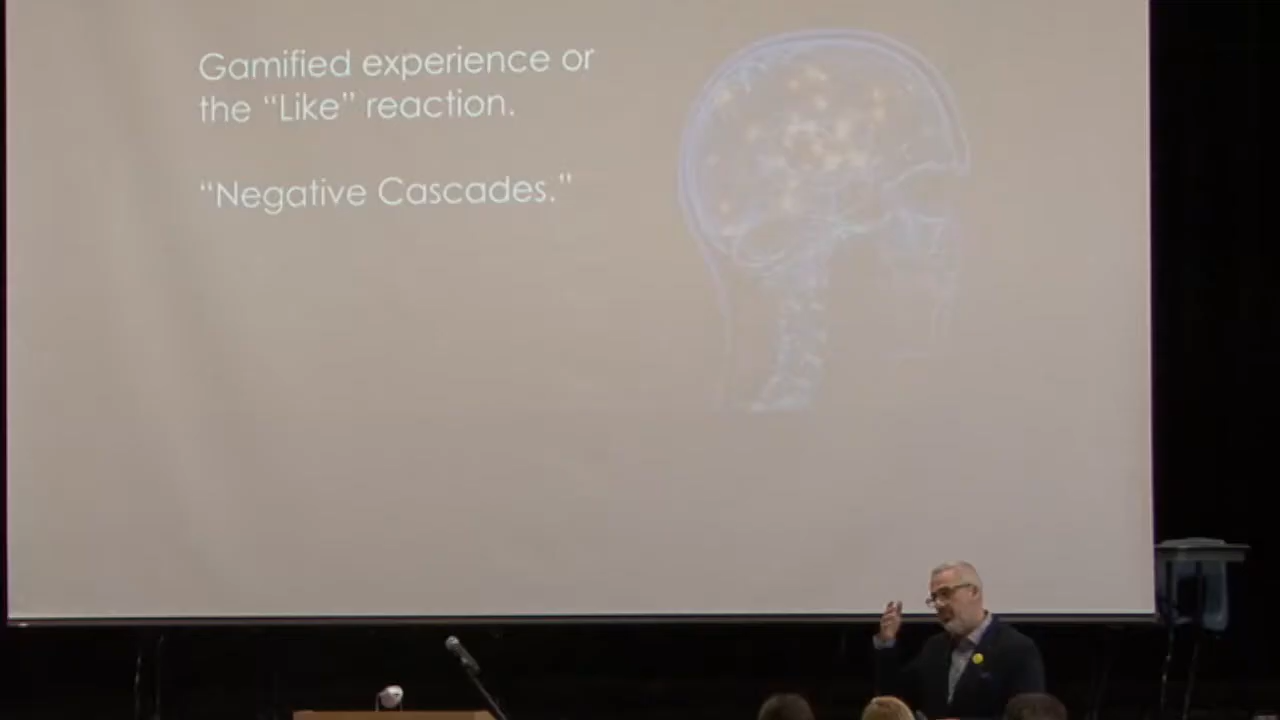 Gamified experience or
the “Like” reaction.
“Negative Cascades.”